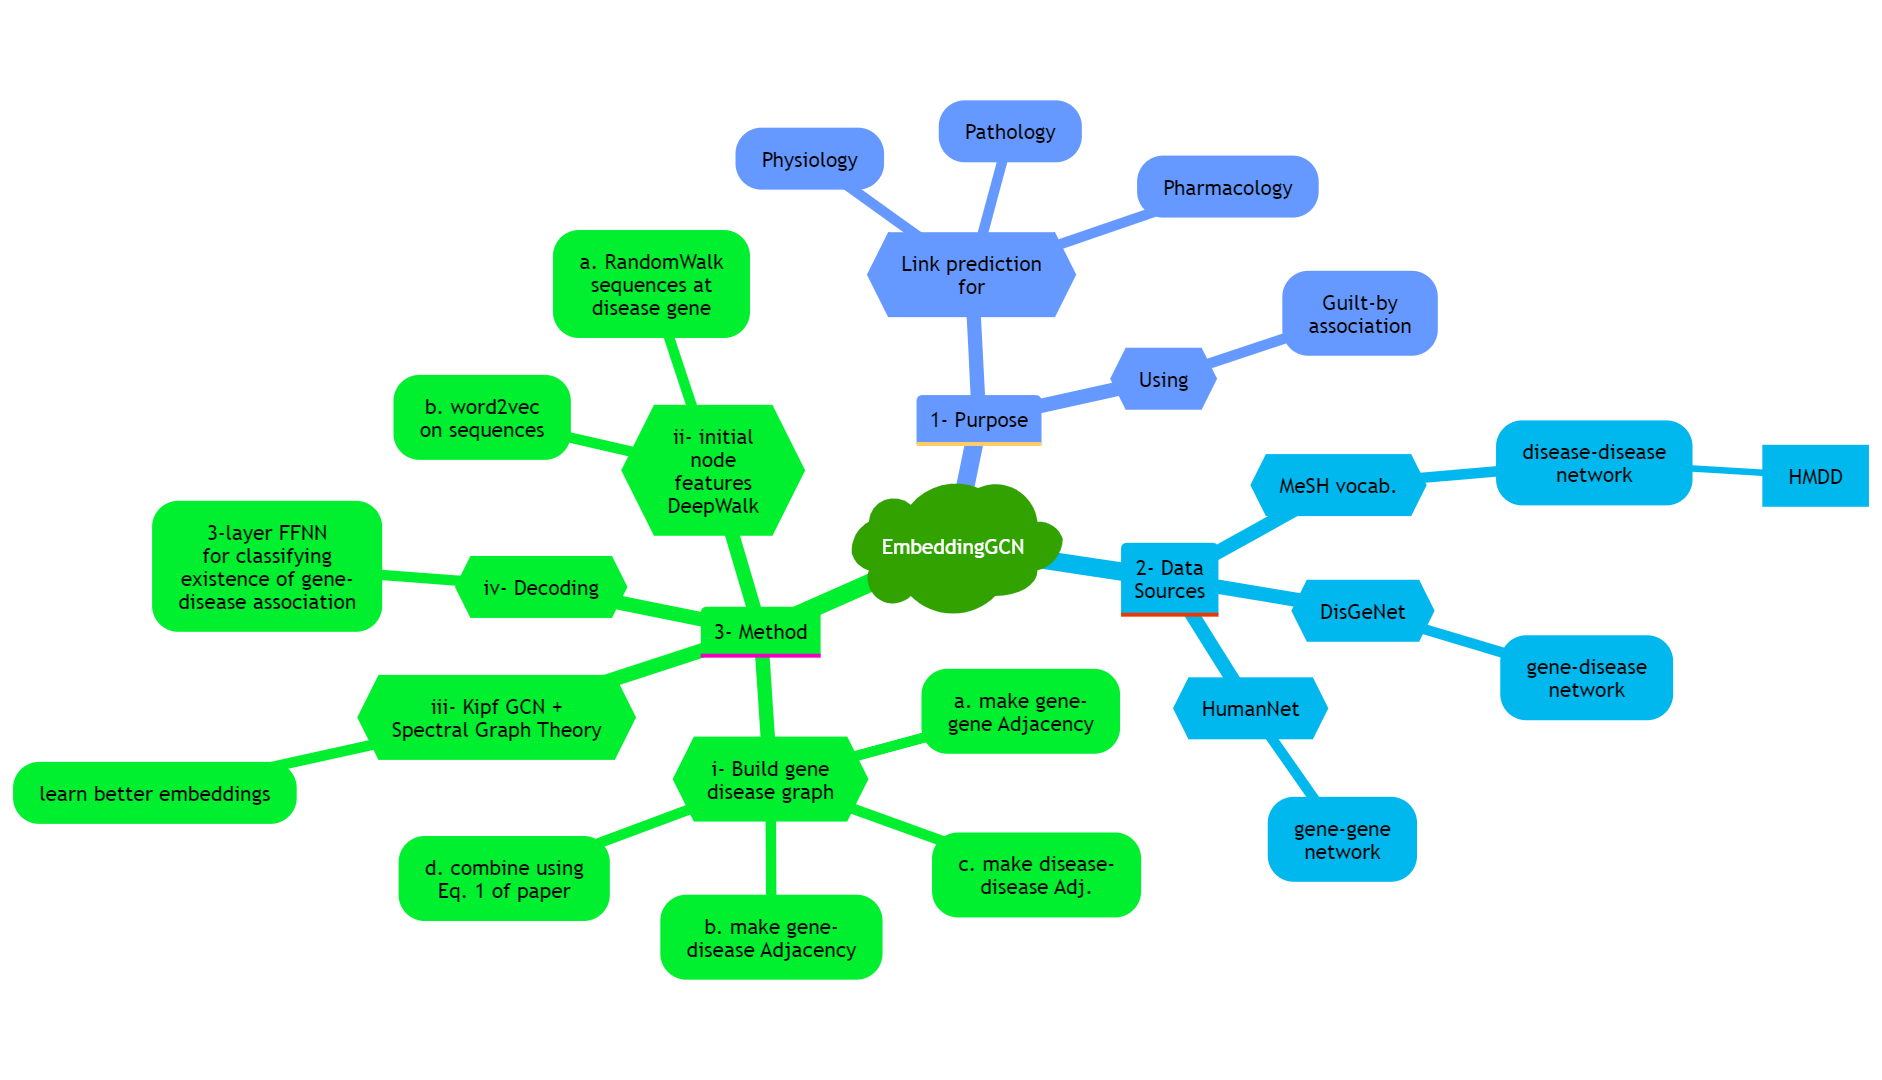 Pathology
Physiology
Pharmacology
Link prediction
for
a. RandomWalk
sequences at
disease gene
Guilt-by
association
Using
1- Purpose
b. word2vec
on sequences
ii- initial
node
features
DeepWalk
disease-disease
network
HMDD
MeSH vocab.
EmbeddingGCN
3-layer FFNN
for classifying
existence of gene-
disease association
iv- Decoding
2- Data
Sources
DisGeNet
3- Method
gene-disease
network
iii- Kipf GCN +
Spectral Graph Theory
a. make gene-
gene Adjacency
HumanNet
learn better embeddings
i- Build gene
disease graph
gene-gene
network
d. combine using
Eq. 1 of paper
c. make disease-
disease Adj.
b. make gene-
disease Adjacency